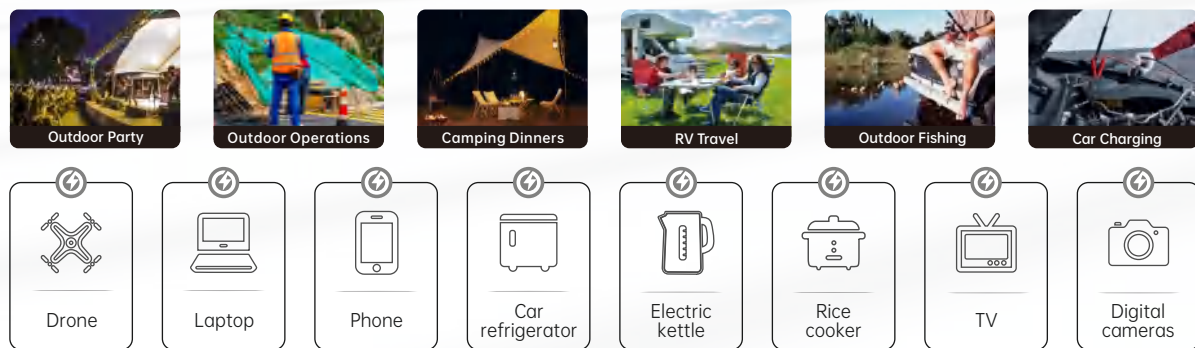 Outdoor Party
Outdoor Operations
Camping Dinners
RV Travel
Outdoor Fishing
Car Charging
Drone
Laptop
Phone
Car
refrigerator
Electric
kettle
Rice
cooker
TV
Digital
cameras